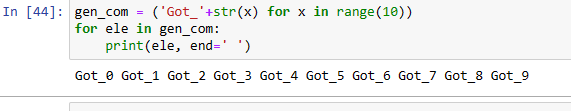 In [44]: gen_com = ('Got_'+str(x) for x in range(10))
for ele in gen_com:
    print(ele, end=' ')
Got_0 Got_1 Got_2 Got_3 Got_4 Got_5 Got_6 Got_7 Got_8 Got_9